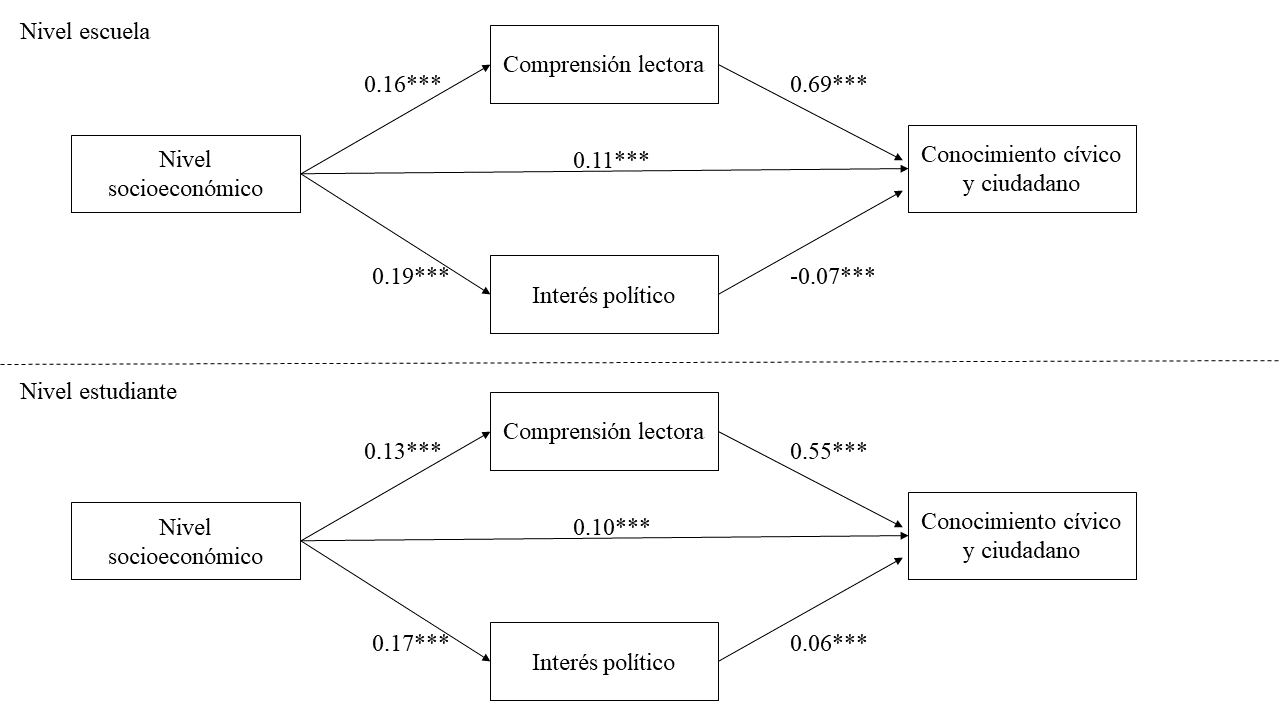 Nivel escuela
Comprensión lectora
0.16***
0.69***
Nivel
socioeconómico
0.11***
Conocimiento cívico
y ciudadano
0.19***
Interés político
-0.07***
Nivel estudiante
Comprensión lectora
0.13***
0.55***
Nivel
socioeconómico
0.10***
Conocimiento cívico
y ciudadano
0.17***
Interés político
0.06***